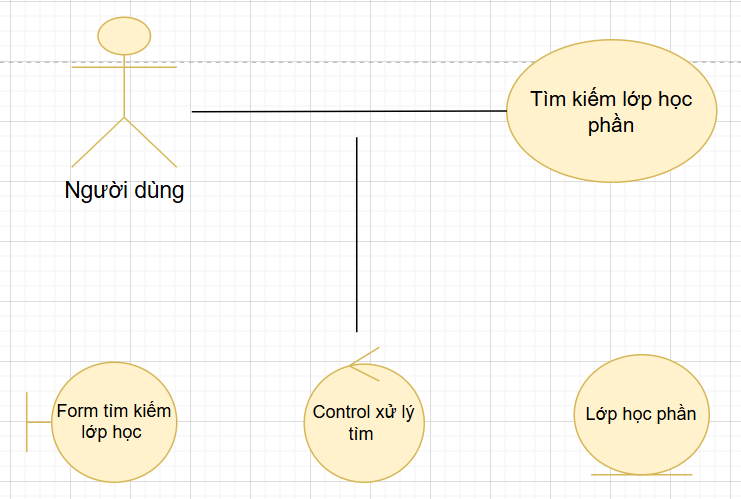 Tìm kiếm lớp học
phần
Người dùng
Form tìm kiếm
lớp học
Control xử lý
tìm
Lớp học phần